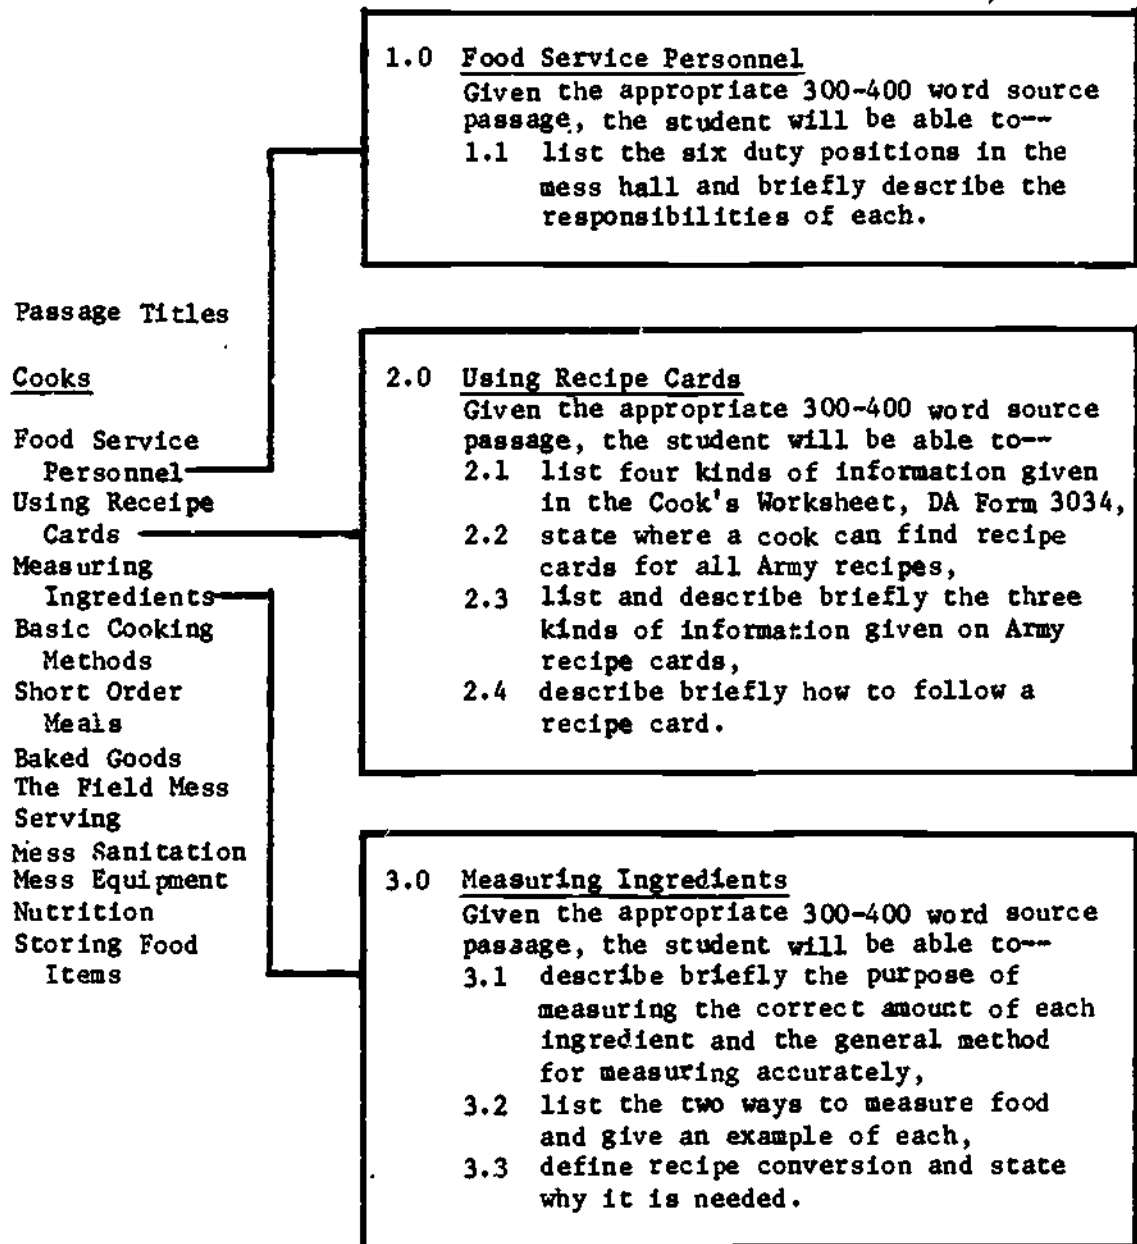 Passage Titles
Cooks
Food Service
Personnel
Using Receipe
Cards
Measuring
Ingredients
Basic Cooking
Methods
Short Order
Meals
Baked Goods
The Field Mess
Serving
Mess Sanitation
Mess Equipment
Nutrition
Storing Food
Items
1.0 Food Service Personnel
Given the appropriate 300-400 word source
passage, the student will be able to--
1.1 list the six duty positions in the
mess hall and briefly describe the
responsibilities of each.
2.0 Using Recipe Cards
Given the appropriate 300-400 word source
passage, the student will be able to--
2.1 list four kinds of information given
in the Cook's Worksheet, DA Form 3034,
2.2 state where a cook can find recipe
cards for all Army recipes,
2.3 list and describe briefly the three
kinds of information given on Army
recipe cards,
2.4 describe briefly how to follow a
recipe card.
3.0 Measuring Ingredients
Given the appropriate 300-400 word source
passage, the student will be able to--
3.1 describe briefly the purpose of
measuring the correct amount of each
ingredient and the general method
for measuring accurately,
3.2 list the two ways to measure food
and give an example of each,
3.3 define recipe conversion and state
why it is needed.